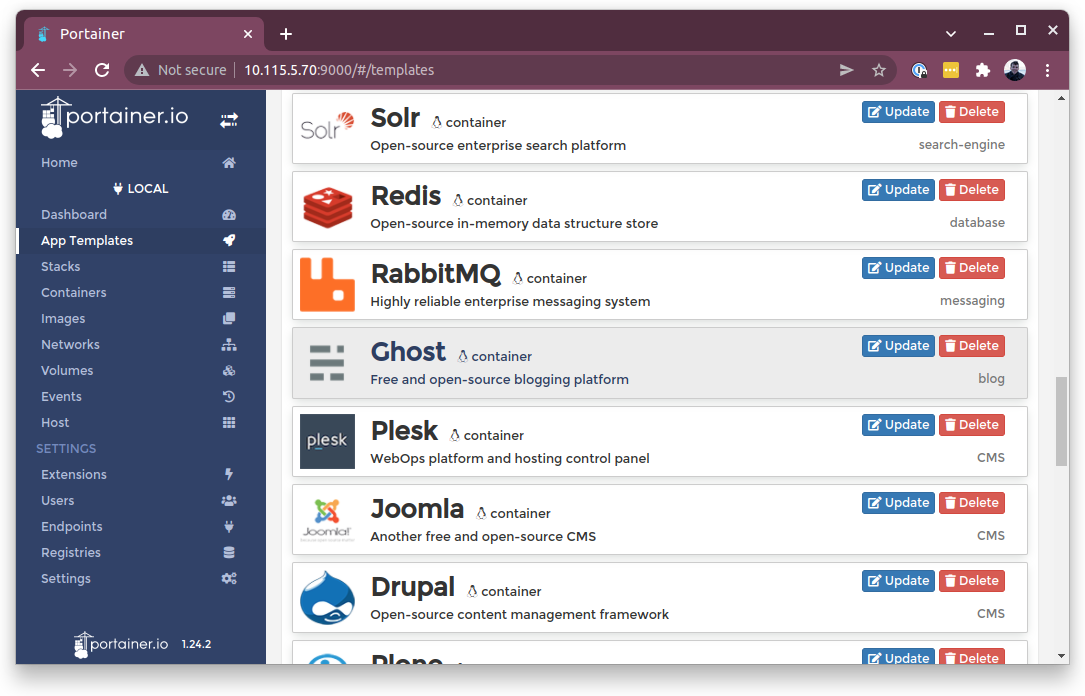 Portainer
Not secure 10.115.5.70:9000/#/templates
portainer.io
Home
LOCAL
Dashboard
App Templates
Stacks
Containers
Images
Networks
Volumes
Events
Host
SETTINGS
Extensions
Users
Endpoints
Registries
Settings
portainer.io 1.24.2
Solr
Solr container Update Delete
Open-source enterprise search platform search-engine
Redis container Update Delete
Open-source in-memory data structure store database
RabbitMQ container Update Delete
Highly reliable enterprise messaging system messaging
Ghost container Update Delete
Free and open-source blogging platform blog
plesk
Plesk container Update Delete
WebOps platform and hosting control panel CMS
Joomla!
Joomla container Update Delete
Another free and open-source CMS CMS
Drupal container Update Delete
Open-source content management framework CMS
Plone Update Delete